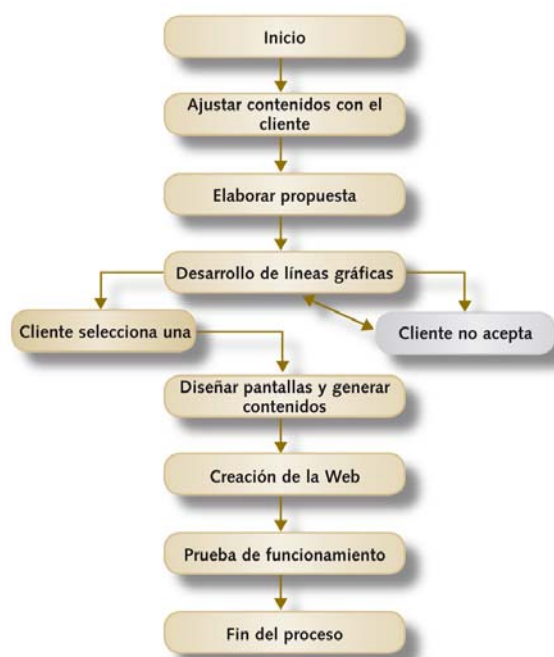 Inicio
Ajustar contenidos con el
cliente
Elaborar propuesta
Desarrollo de líneas gráficas
Cliente selecciona una
Cliente no acepta
Diseñar pantallas y generar
contenidos
Creación de la Web
Prueba de funcionamiento
Fin del proceso